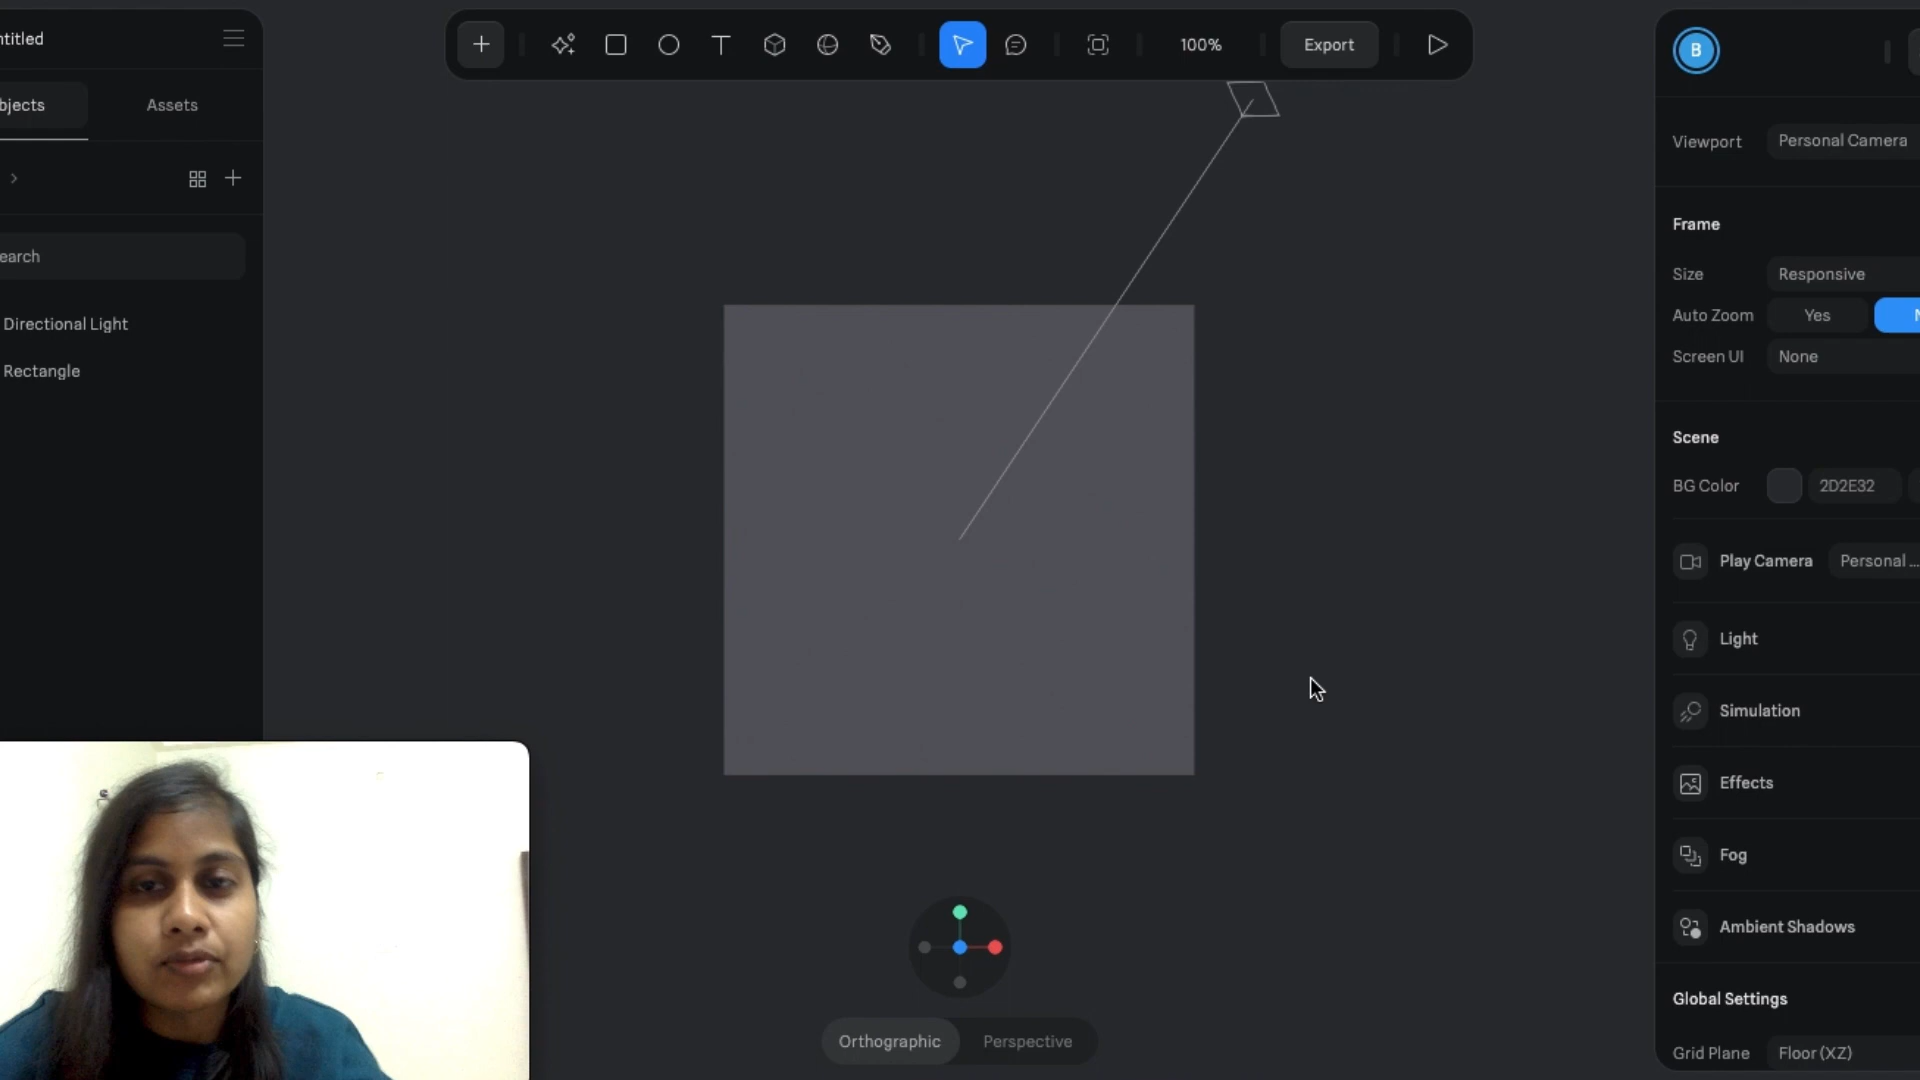 ntitled
bjects
Assets
earch
Directional Light
Rectangle
100%
Export
B
Viewport
Personal Camera
Frame
Size
Responsive
Auto Zoom
Yes
N
Screen UI
None
Scene
BG Color
2D2E32
Play Camera
Personal ...
Light
Simulation
Effects
Fog
Ambient Shadows
Global Settings
Grid Plane
Floor (XZ)
Orthographic
Perspective